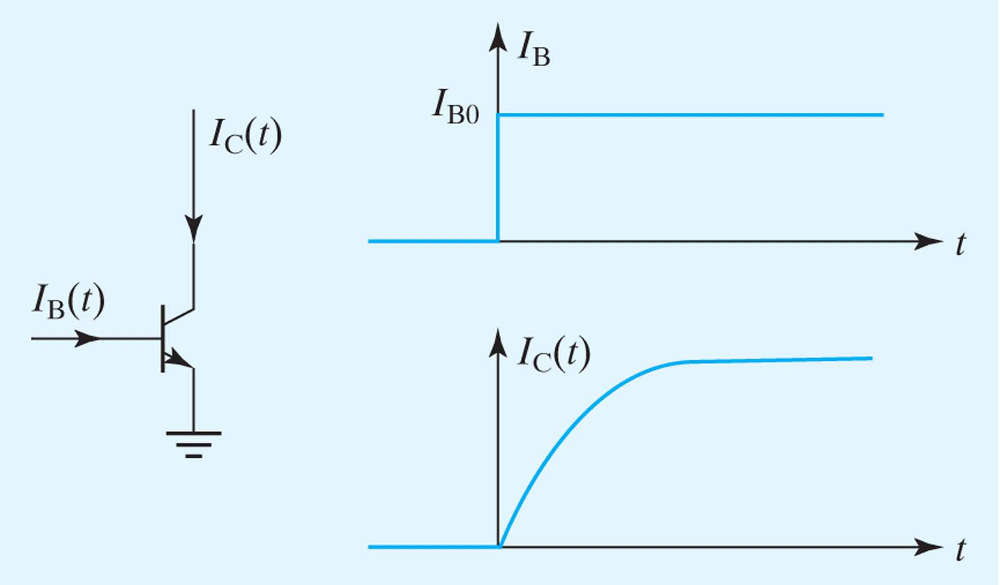 I_C(t)
I_B(t)
I_B
I_B0
t
I_C(t)
t